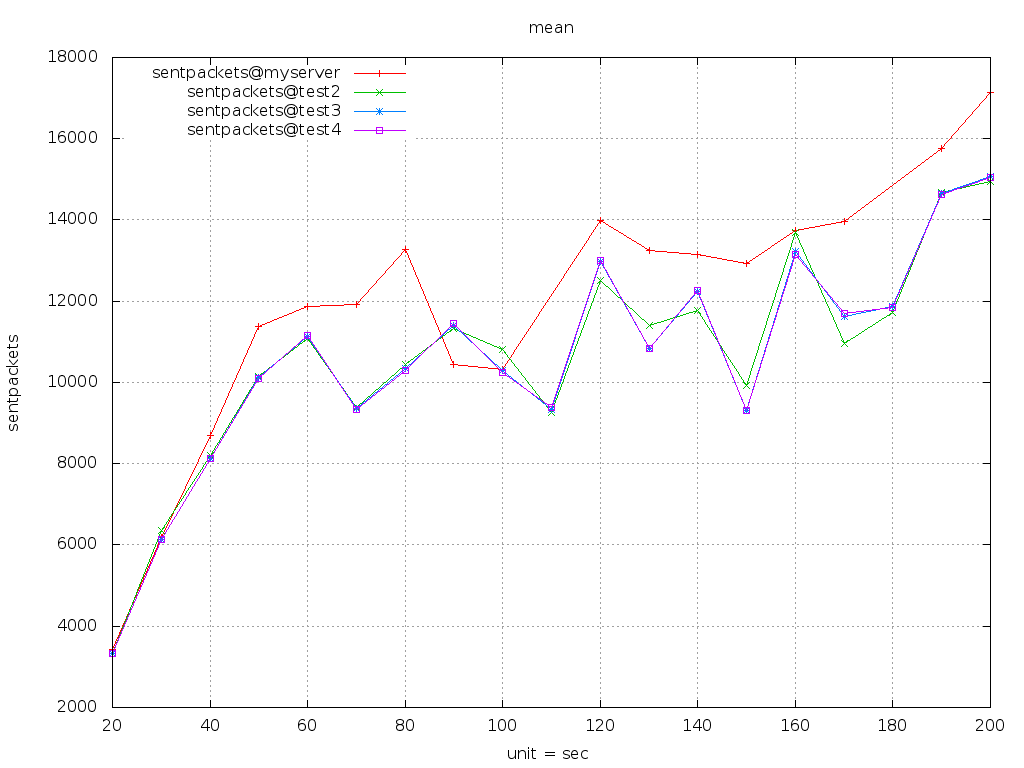 mean
18000
16000
14000
12000
10000
8000
6000
4000
2000
sentpackets
sentpackets@myserver
sentpackets@test2
sentpackets@test3
sentpackets@test4
20 40 60 80 100 120 140 160 180 200
unit = sec